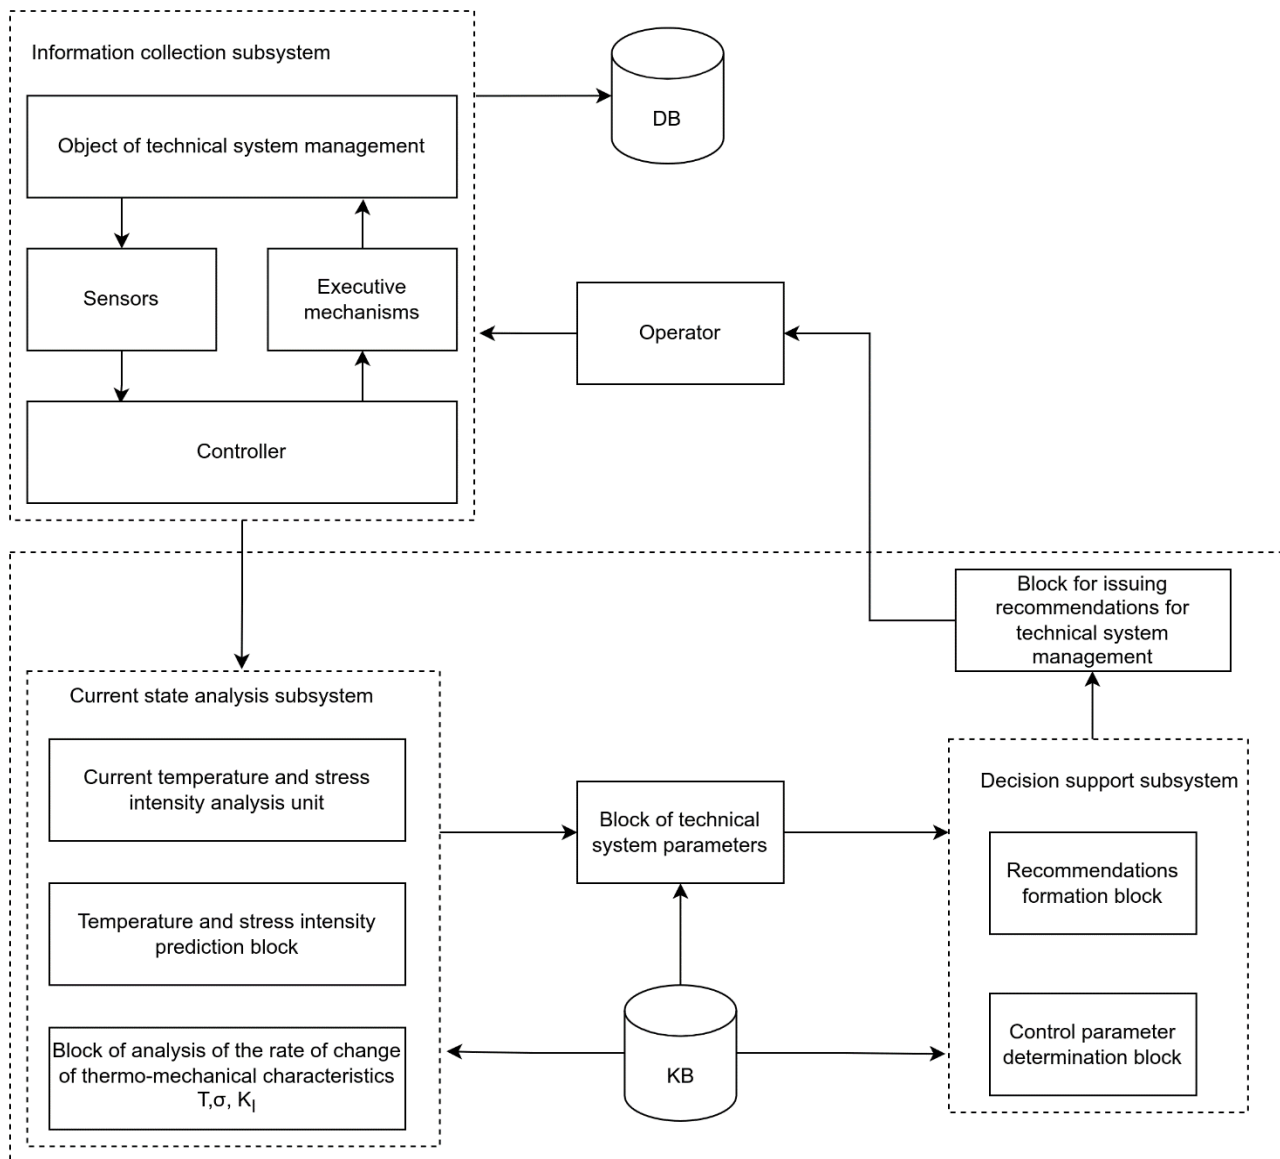 Information collection subsystem
DB
Object of technical system management
Sensors
Executive
mechanisms
Operator
Controller
Block for issuing
recommendations for
technical system
management
Current state analysis subsystem
Current temperature and stress
intensity analysis unit
Temperature and stress intensity
prediction block
Block of analysis of the rate of change
of thermo-mechanical characteristics
T,σ, K_I
Block of technical
system parameters
KB
Decision support subsystem
Recommendations
formation block
Control parameter
determination block